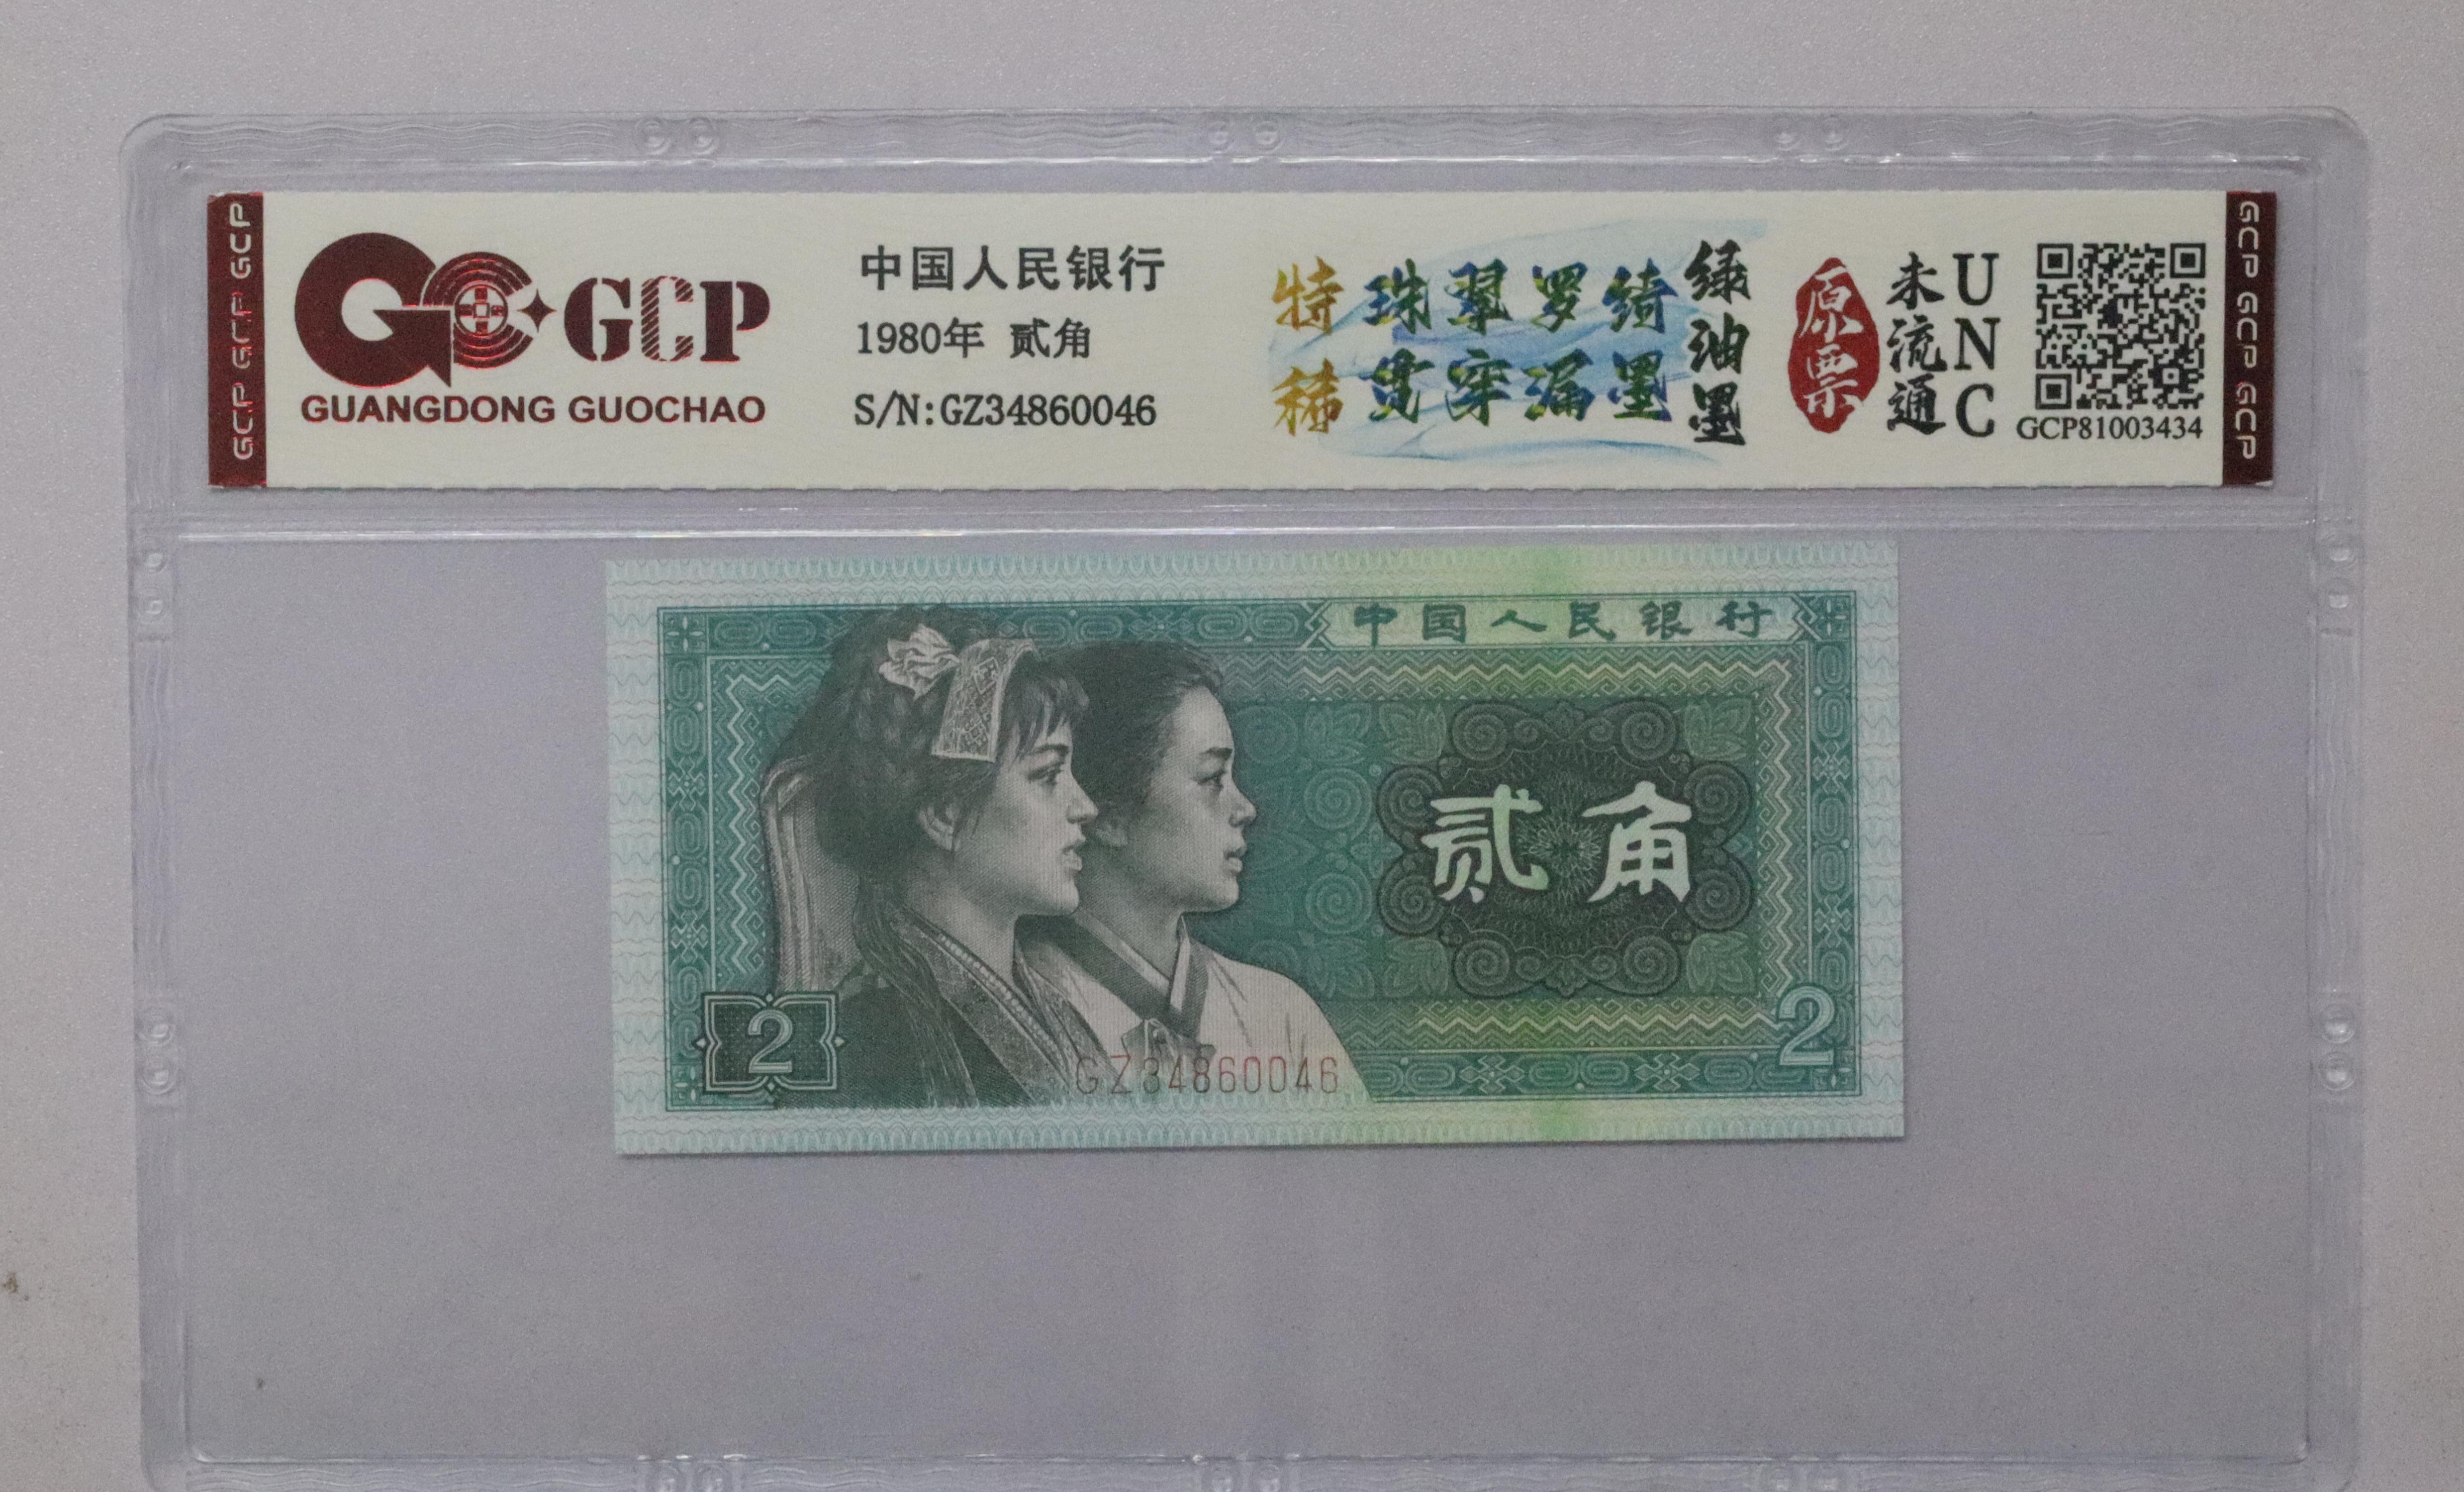 GCP GCP GCP
GCP
GUANGDONG GUOCHAO
中国人民银行
1980年 贰角
S/N:GZ34860046
特稀
珠翠罗绮
贯穿漏墨
绿油墨
原票
未流通
UNC
GCP81003434
GCP GCP GCP
中国人民银行
贰角
2
2
GZ34860046